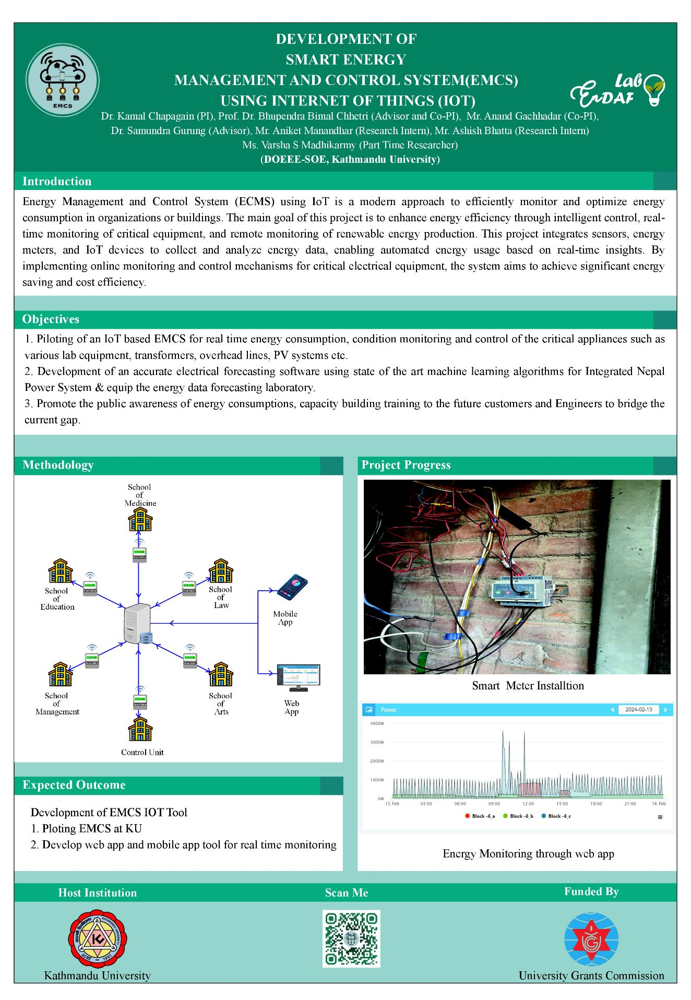 DEVELOPMENT OF
SMART ENERGY
MANAGEMENT AND CONTROL SYSTEM(EMCS)
USING INTERNET OF THINGS (IOT)
EMCS
Lab
EnDAF
Dr. Kamal Chapagain (PI), Prof. Dr. Bhupendra Bimal Chhetri (Advisor and Co-PI), Mr. Anand Gachhadar (Co-PI),
Dr. Samundra Gurung (Advisor), Mr. Aniket Manandhar (Research Intern), Mr. Ashish Bhatta (Research Intern)
Ms. Varsha S Madhikarmy (Part Time Researcher)
(DOEEE-SOE, Kathmandu University)
Introduction
Energy Management and Control System (ECMS) using IoT is a modern approach to efficiently monitor and optimize energy
consumption in organizations or buildings. The main goal of this project is to enhance energy efficiency through intelligent control, real-
time monitoring of critical equipment, and remote monitoring of renewable energy production. This project integrates sensors, energy
meters, and IoT devices to collect and analyze energy data, enabling automated energy usage based on real-time insights. By
implementing online monitoring and control mechanisms for critical electrical equipment, the system aims to achieve significant energy
saving and cost efficiency.
Objectives
1. Piloting of an IoT based EMCS for real time energy consumption, condition monitoring and control of the critical appliances such as
various lab equipment, transformers, overhead lines, PV systems etc.
2. Development of an accurate electrical forecasting software using state of the art machine learning algorithms for Integrated Nepal
Power System & equip the energy data forecasting laboratory.
3. Promote the public awareness of energy consumptions, capacity building training to the future customers and Engineers to bridge the
current gap.
Methodology
School
of
Medicine
Smart Meter
School
of
Education
Smart Meter
Smart Meter
School
of
Law
Mobile
App
Smart Meter
Smart Meter
School
of
Management
Smart Meter
School
of
Arts
Web
App
Control Unit
Project Progress
Smart Meter Installtion
Power
2024-02-13
4000W
3000W
2000W
1000W
0W
13. Feb 03:00 06:00 09:00 12:00 15:00 18:00 21:00 14. Feb
Block -6_a Block -6_b Block -6_c
Energy Monitoring through web app
Expected Outcome
Development of EMCS IOT Tool
1. Ploting EMCS at KU
2. Develop web app and mobile app tool for real time monitoring
Host Institution
KATHMANDU UNIVERSITY
1991
Kathmandu University
Scan Me
EMCS
Funded By
UGC
University Grants Commission